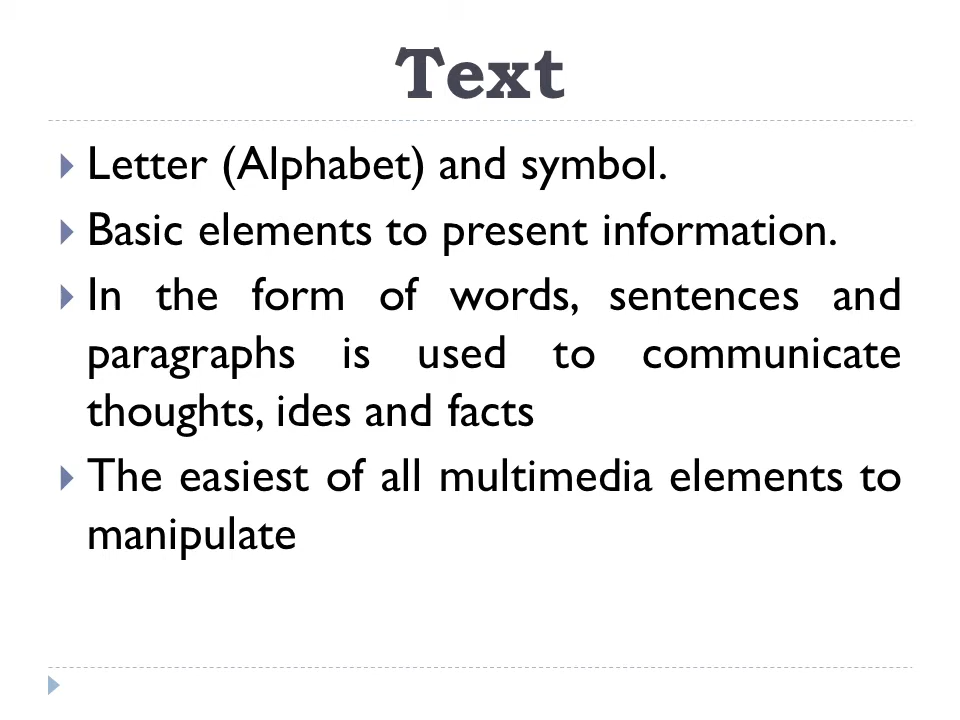 Text
Letter (Alphabet) and symbol.
Basic elements to present information.
In the form of words, sentences and
paragraphs is used to communicate
thoughts, ides and facts
The easiest of all multimedia elements to
manipulate